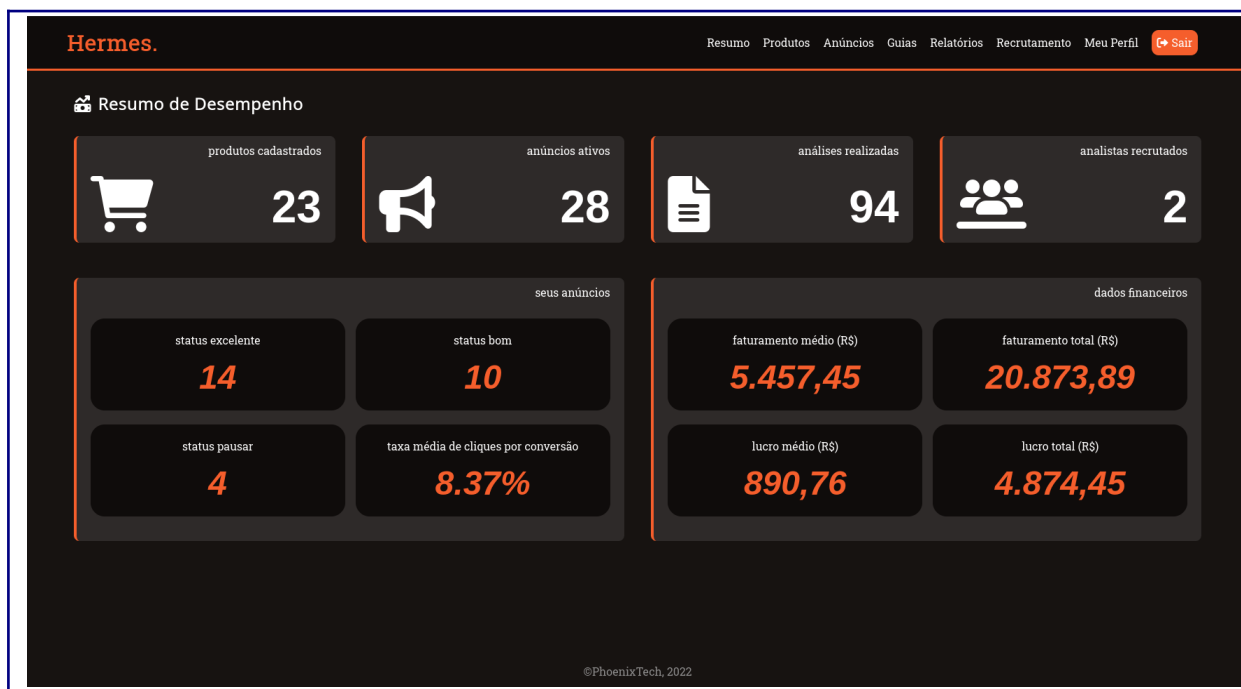 Hermes.
Resumo Produtos Anúncios Guias Relatórios Recrutamento Meu Perfil Sair
Resumo de Desempenho
produtos cadastrados
23
anúncios ativos
28
análises realizadas
94
analistas recrutados
2
seus anúncios
status excelente
14
status bom
10
status pausar
4
taxa média de cliques por conversão
8.37%
dados financeiros
faturamento médio (R$)
5.457,45
faturamento total (R$)
20.873,89
lucro médio (R$)
890,76
lucro total (R$)
4.874,45
©PhoenixTech, 2022